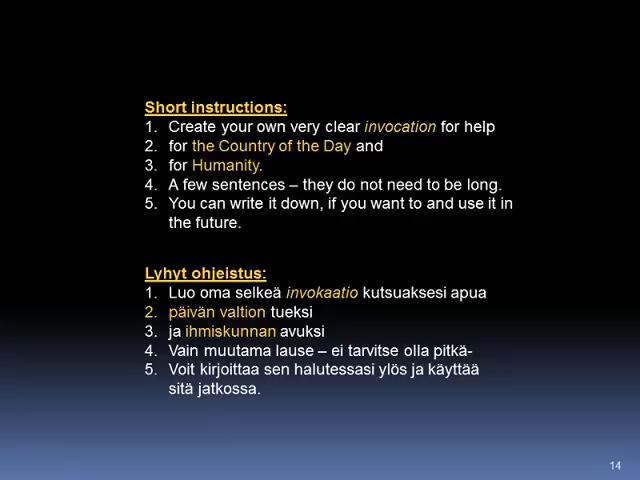 Short instructions:
1. Create your own very clear invocation for help
2. for the Country of the Day and
3. for Humanity.
4. A few sentences – they do not need to be long.
5. You can write it down, if you want to and use it in
the future.
Lyhyt ohjeistus:
1. Luo oma selkeä invokaatio kutsuaksesi apua
2. päivän valtion tueksi
3. ja ihmiskunnan avuksi
4. Vain muutama lause – ei tarvitse olla pitkä-
5. Voit kirjoittaa sen halutessasi ylös ja käyttää
sitä jatkossa.
14